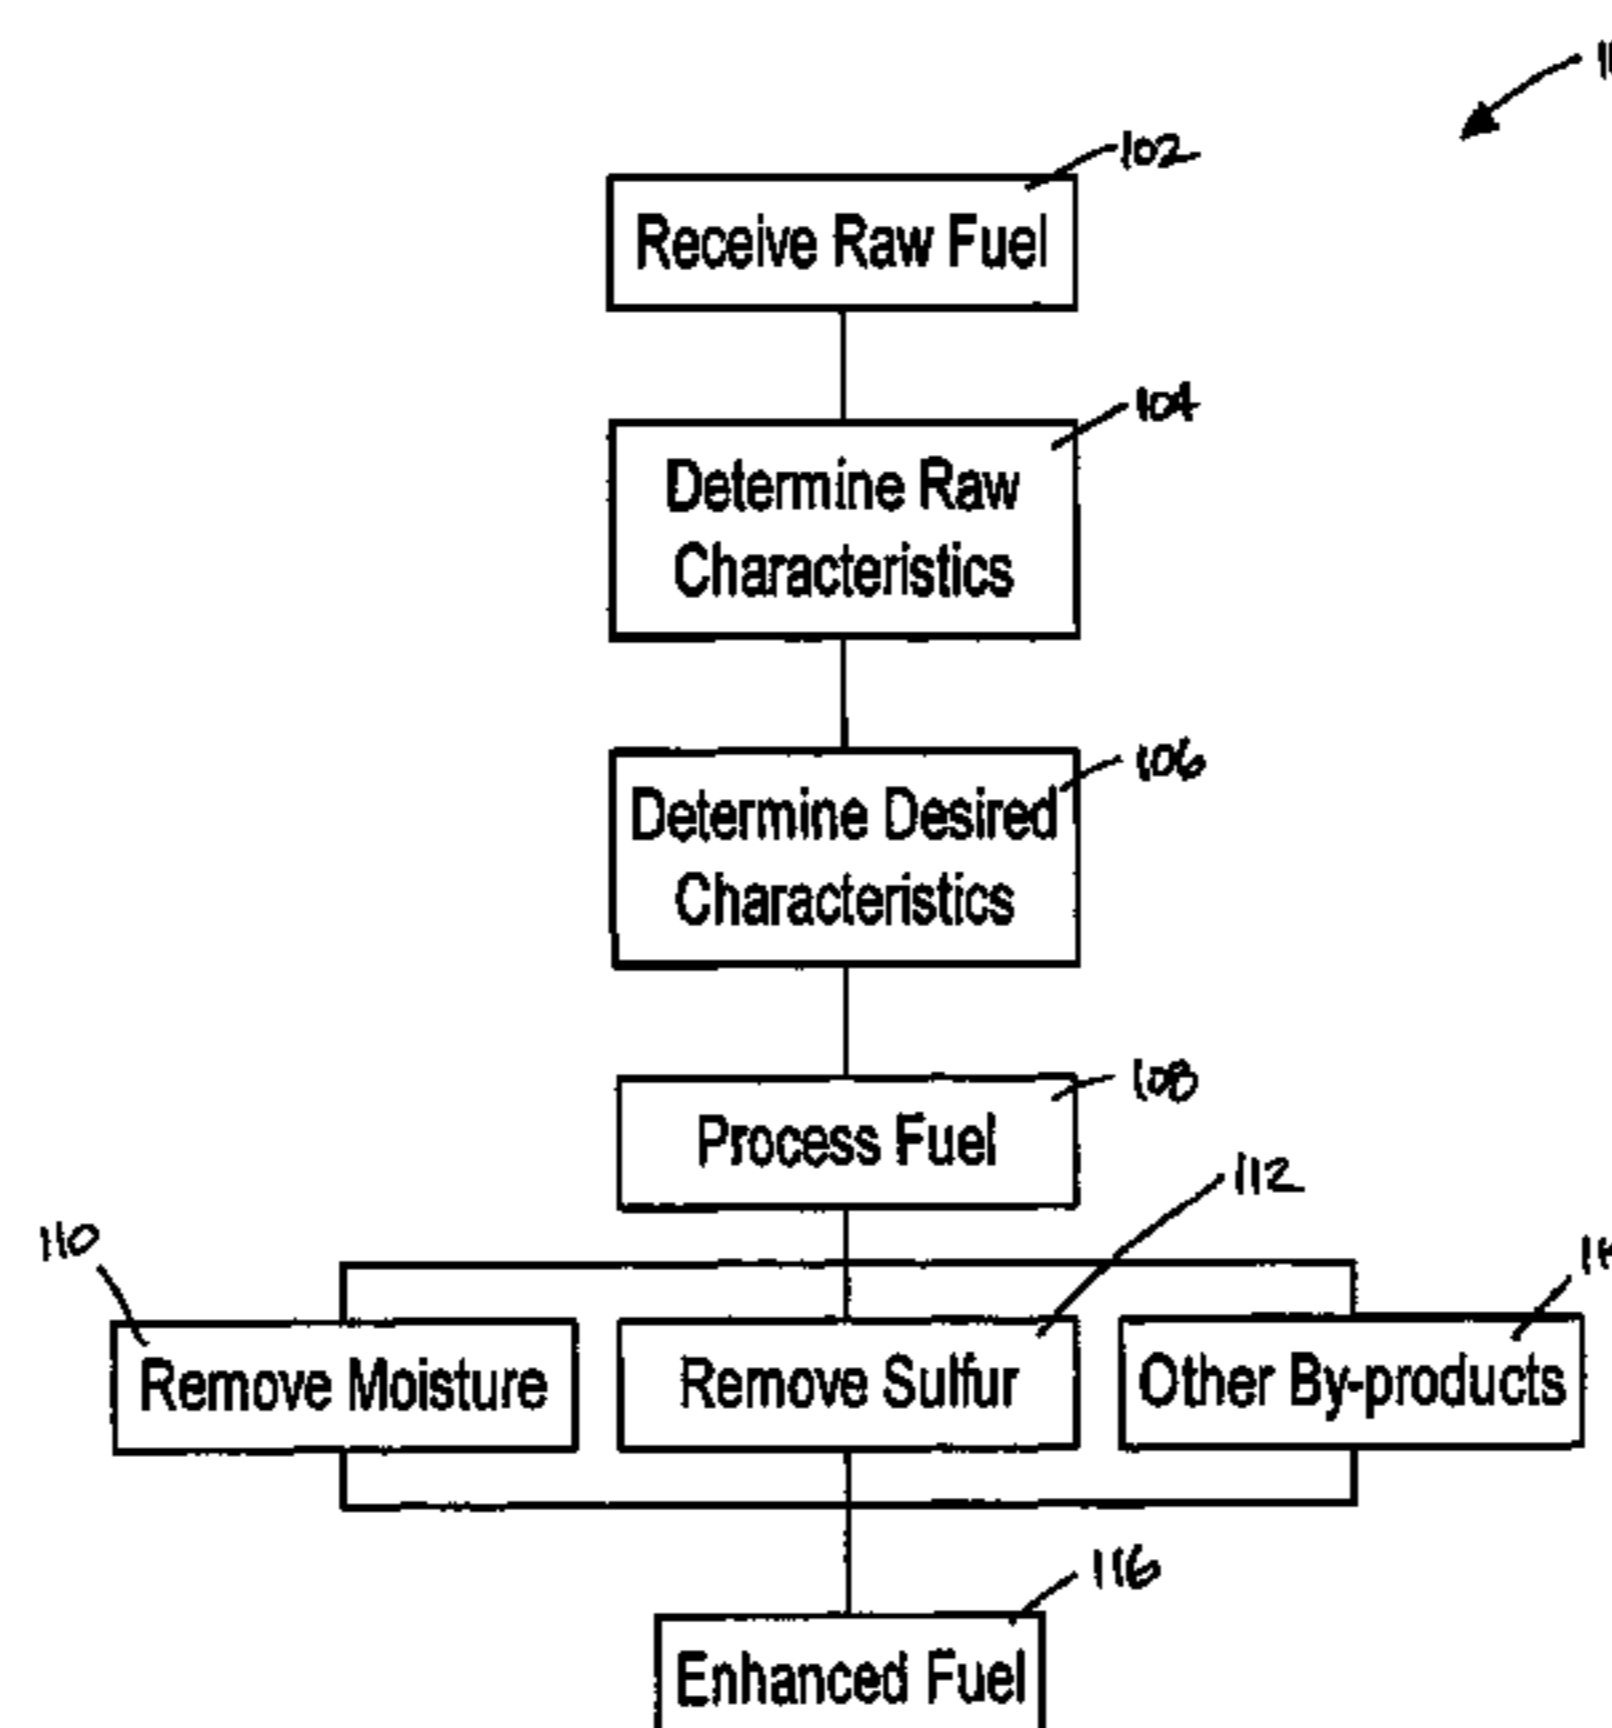 102
Receive Raw Fuel
104
Determine Raw
Characteristics
106
Determine Desired
Characteristics
108
Process Fuel
112
110
Remove Moisture
Remove Sulfur
Other By-products
116
Enhanced Fuel